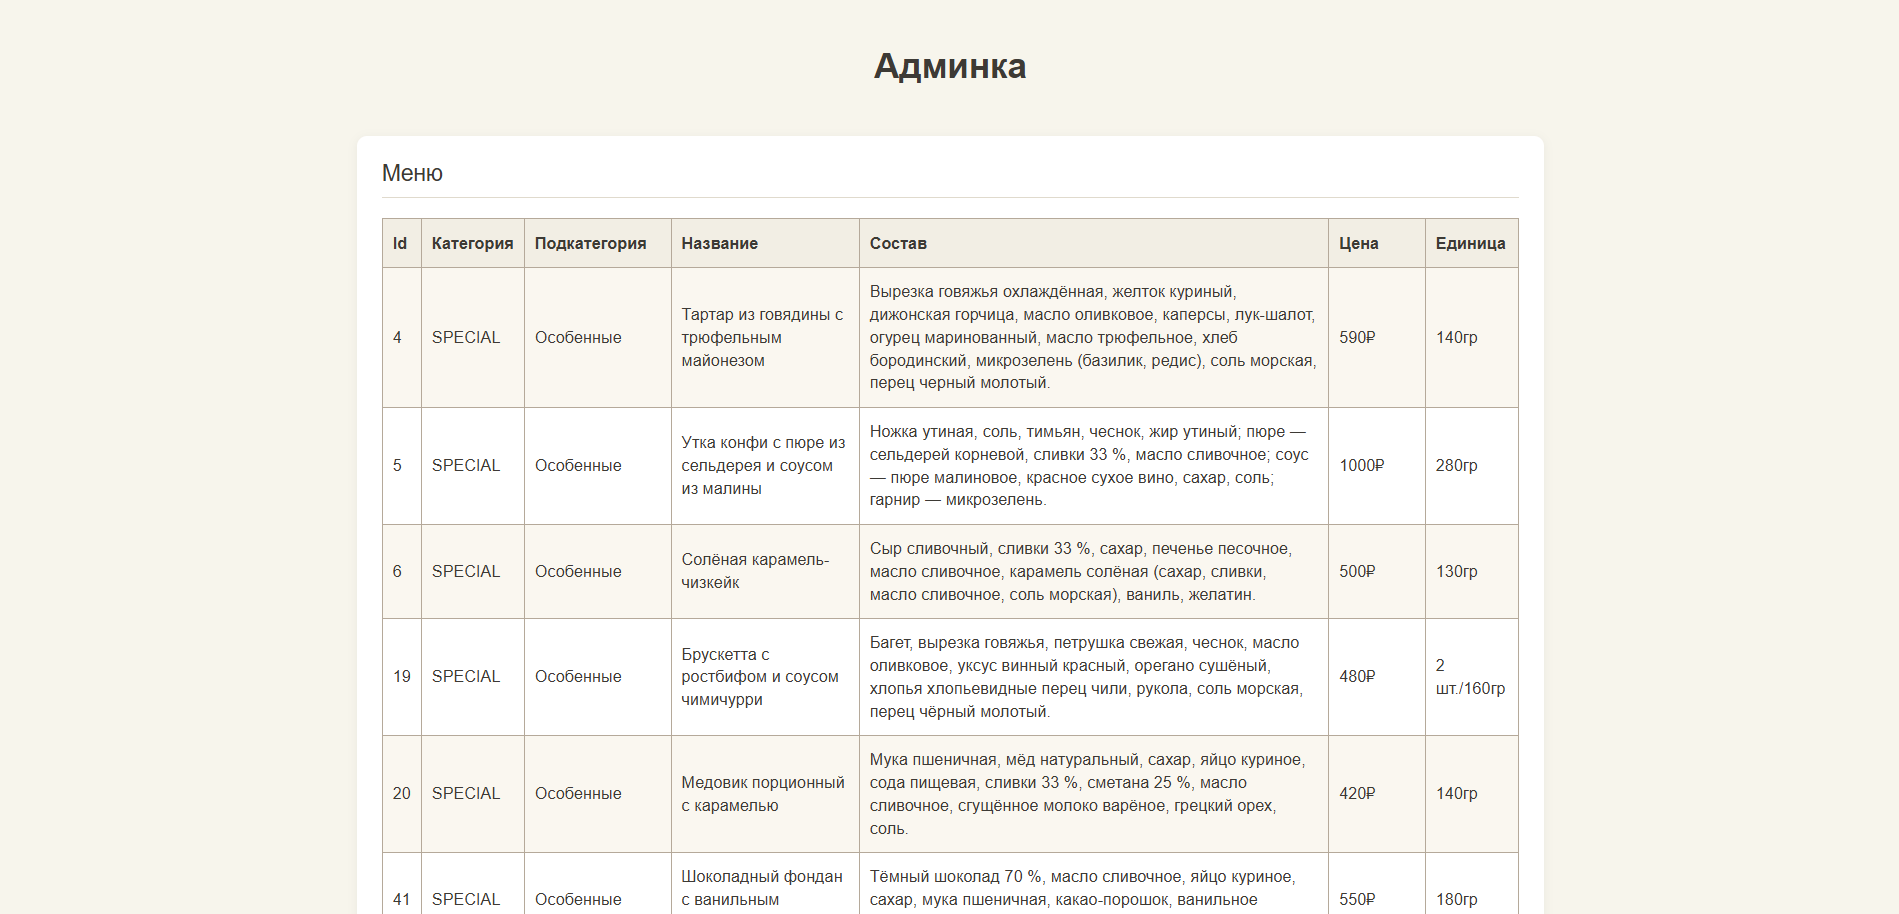 Админка
Меню
Id Категория Подкатегория Название Состав Цена Единица
4 SPECIAL Особенные Тартар из говядины с
трюфельным
майонезом
Вырезка говяжья охлаждённая, желток куриный,
дижонская горчица, масло оливковое, каперсы, лук-шалот,
огурец маринованный, масло трюфельное, хлеб
бородинский, микрозелень (базилик, редис), соль морская,
перец черный молотый.
590₽ 140гр
5 SPECIAL Особенные Утка конфи с пюре из
сельдерея и соусом
из малины
Ножка утиная, соль, тимьян, чеснок, жир утиный; пюре —
сельдерей корневой, сливки 33 %, масло сливочное; соус
— пюре малиновое, красное сухое вино, сахар, соль;
гарнир — микрозелень.
1000₽ 280гр
6 SPECIAL Особенные Солёная карамель-
чизкейк
Сыр сливочный, сливки 33 %, сахар, печенье песочное,
масло сливочное, карамель солёная (сахар, сливки,
масло сливочное, соль морская), ваниль, желатин.
500₽ 130гр
19 SPECIAL Особенные Брускетта с
ростбифом и соусом
чимичурри
Багет, вырезка говяжья, петрушка свежая, чеснок, масло
оливковое, уксус винный красный, орегано сушёный,
хлопья хлопьевидные перец чили, рукола, соль морская,
перец чёрный молотый.
480₽ 2
шт./160гр
20 SPECIAL Особенные Медовик порционный
с карамелью
Мука пшеничная, мёд натуральный, сахар, яйцо куриное,
сода пищевая, сливки 33 %, сметана 25 %, масло
сливочное, сгущённое молоко варёное, грецкий орех,
соль.
420₽ 140гр
41 SPECIAL Особенные Шоколадный фондан
с ванильным
Тёмный шоколад 70 %, масло сливочное, яйцо куриное,
сахар, мука пшеничная, какао-порошок, ванильное
550₽ 180гр